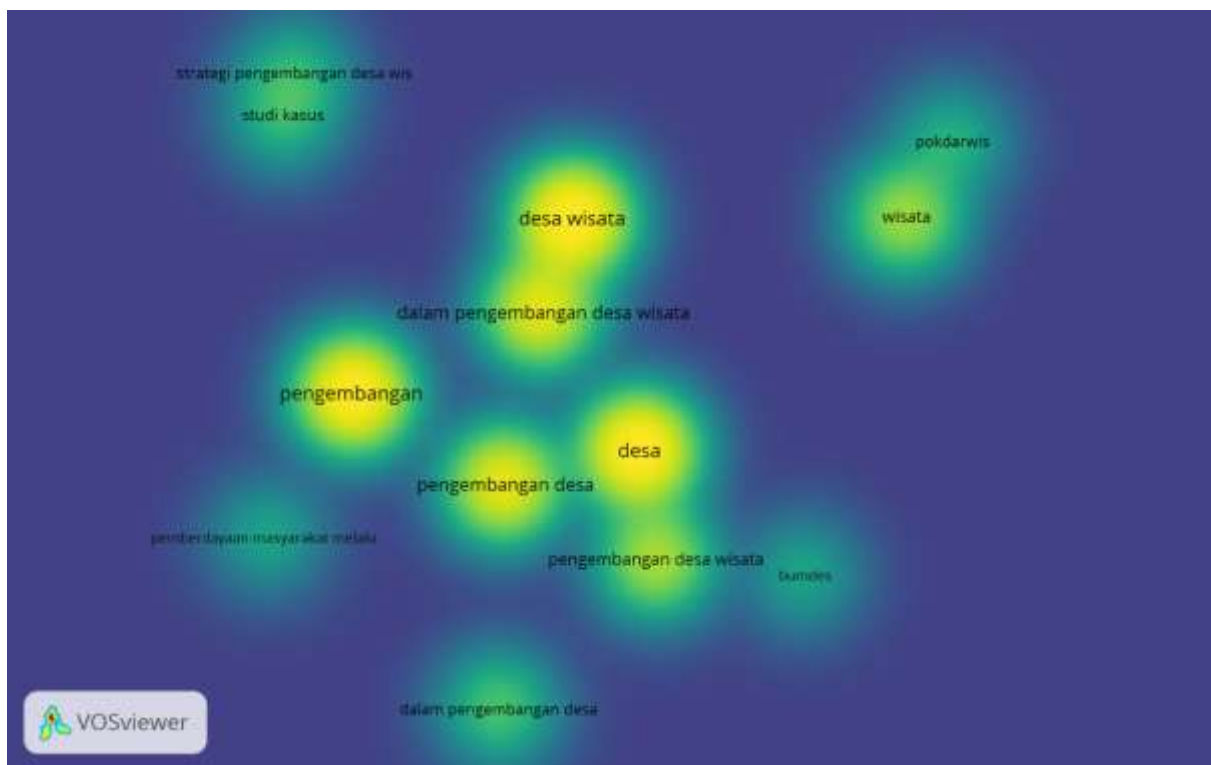 strategi pengembangan desa wis
studi kasus
pokdarwis
desa wisata
wisata
dalam pengembangan desa wisata
pengembangan
desa
pengembangan desa
pemberdayaan masyarakat melalu
pengembangan desa wisata
bumdes
dalam pengembangan desa
VOSviewer